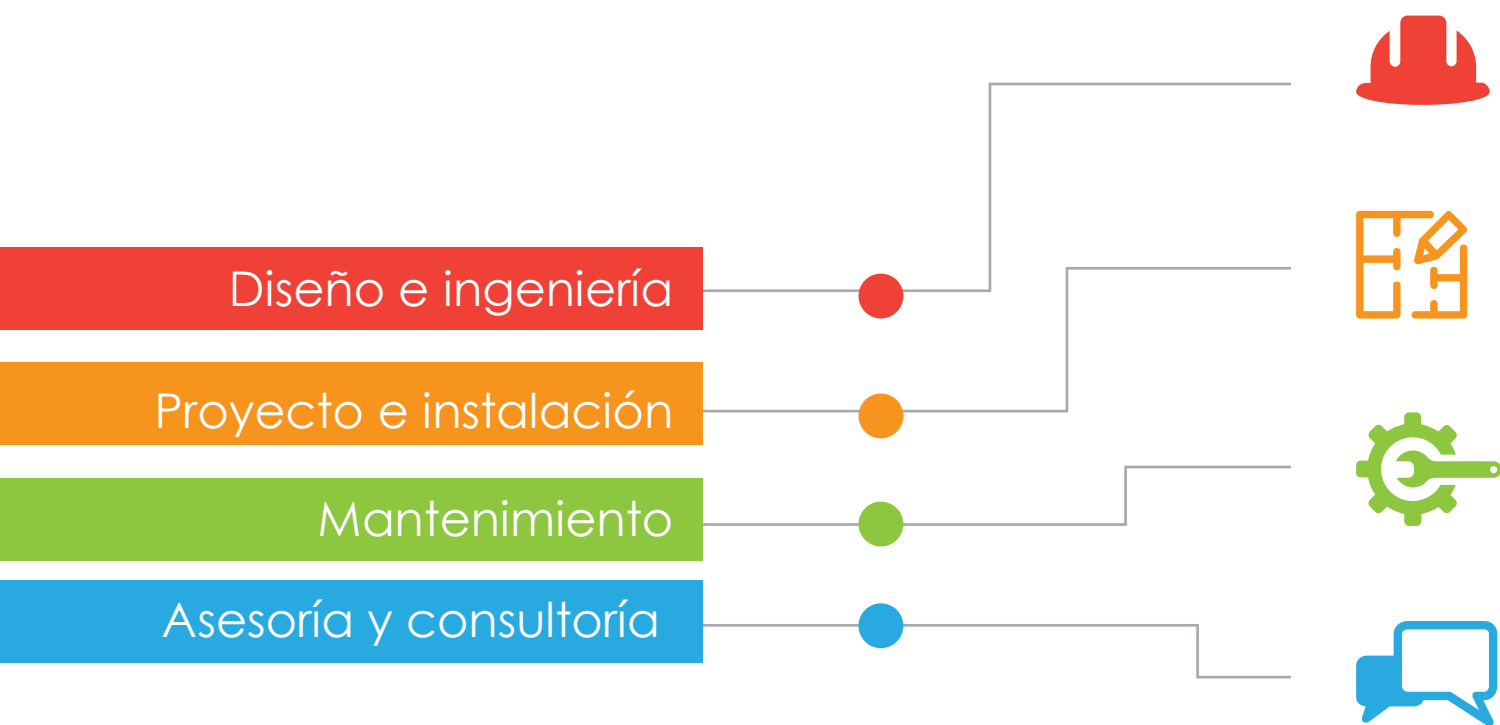 Diseño e ingeniería
Proyecto e instalación
Mantenimiento
Asesoría y consultoría